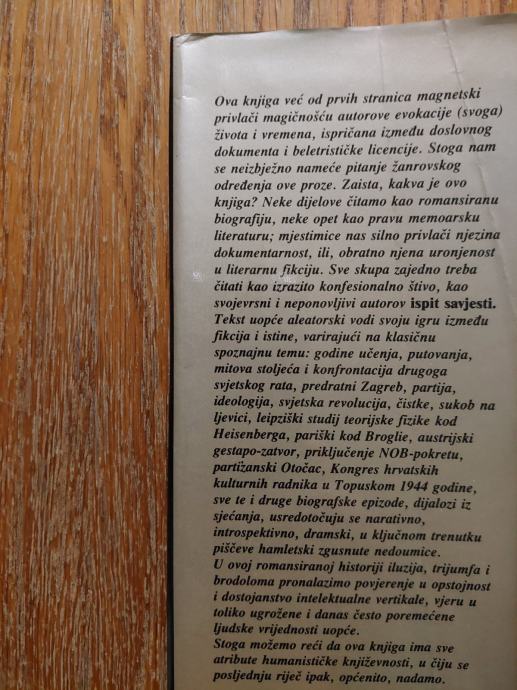 Ova knjiga već od prvih stranica magnetski
privlači magičnošću autorove evokacije (svoga)
života i vremena, ispričana između doslovnog
dokumenta i beletrističke licencije. Stoga nam
se neizbježno nameće pitanje žanrovskog
određenja ove proze. Zaista, kakva je ovo
knjiga? Neke dijelove čitamo kao romansiranu
biografiju, neke opet kao pravu memoarsku
literaturu; mjestimice nas silno privlači njezina
dokumentarnost, ili, obratno njena uronjenost
u literarnu fikciju. Sve skupa zajedno treba
čitati kao izrazito konfesionalno štivo, kao
svojevrsni i neponovljivi autorov ispit savjesti.
Tekst uopće aleatorski vodi svoju igru između
fikcija i istine, varirajući na klasičnu
spoznajnu temu: godine učenja, putovanja,
mitova stoljeća i konfrontacija drugoga
svjetskog rata, predratni Zagreb, partija,
ideologija, svjetska revolucija, čistke, sukob na
ljevici, leipziški studij teorijske fizike kod
Heisenberga, pariški kod Broglie, austrijski
gestapo-zatvor, priključenje NOB-pokretu,
partizanski Otočac, Kongres hrvatskih
kulturnih radnika u Topuskom 1944 godine,
sve te i druge biografske epizode, dijalozi iz
sjećanja, usredotočuju se narativno,
introspektivno, dramski, u ključnom trenutku
piščeve hamletski zgusnute nedoumice.
U ovoj romansiranoj historiji iluzija, trijumfa i
brodoloma pronalazimo povjerenje u opstojnost
i dostojanstvo intelektualne vertikale, vjeru u
toliko ugrožene i danas često poremećene
ljudske vrijednosti uopće.
Stoga možemo reći da ova knjiga ima sve
atribute humanističke književnosti, u čiju se
posljednju riječ ipak, općenito, nadamo.